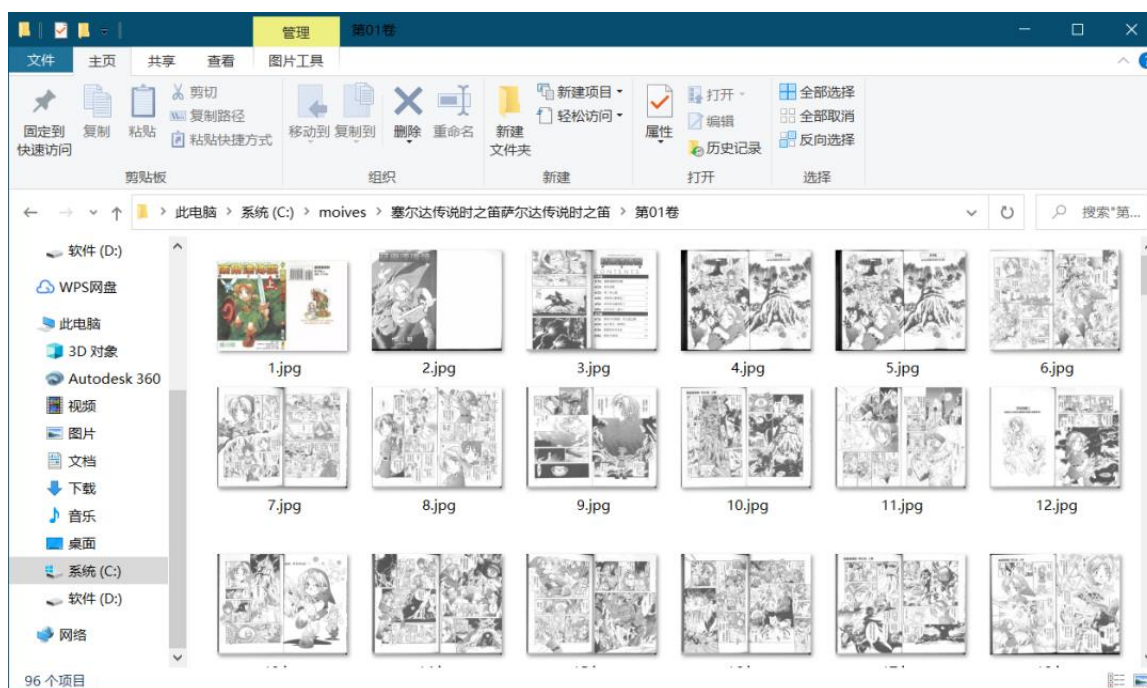 管理 第01卷
文件 主页 共享 查看 图片工具
固定到
快速访问
复制
粘贴
剪切
复制路径
粘贴快捷方式
剪贴板
移动到 复制到 删除 重命名
组织
新建
文件夹
新建项目
轻松访问
新建
属性
打开
编辑
历史记录
打开
全部选择
全部取消
反向选择
选择
此电脑 > 系统 (C:) > moives > 塞尔达传说时之笛萨尔达传说时之笛 > 第01卷
搜索"第...
软件 (D:)
WPS网盘
此电脑
3D 对象
Autodesk 360
视频
图片
文档
下载
音乐
桌面
系统 (C:)
软件 (D:)
网络
CONTENTS
1.jpg 2.jpg 3.jpg 4.jpg 5.jpg 6.jpg
7.jpg 8.jpg 9.jpg 10.jpg 11.jpg 12.jpg
96 个项目